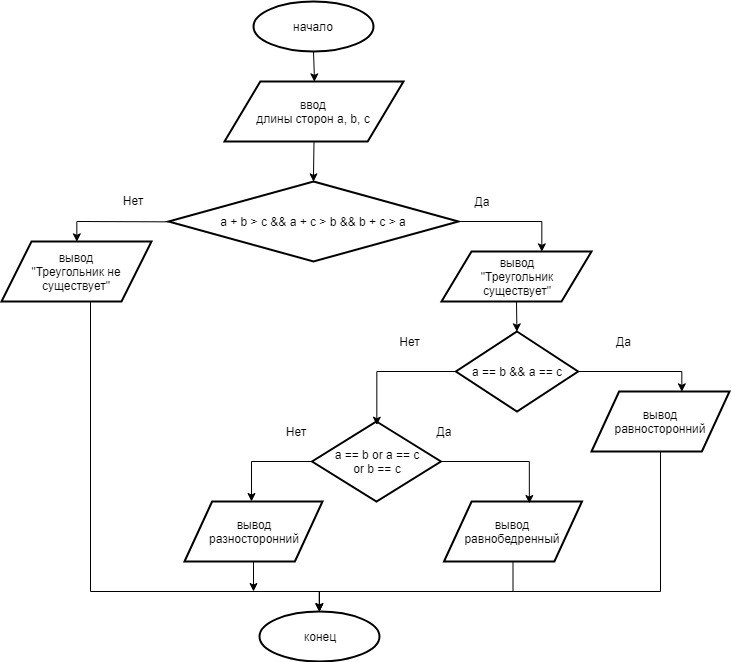 начало
ввод
длины сторон a, b, c
Нет
Да
a + b > c && a + c > b && b + c > a
вывод
"Треугольник не
существует"
вывод
"Треугольник
существует"
Нет
Да
a == b && a == c
вывод
равносторонний
Нет
Да
a == b or a == c
or b == c
вывод
разносторонний
вывод
равнобедренный
конец